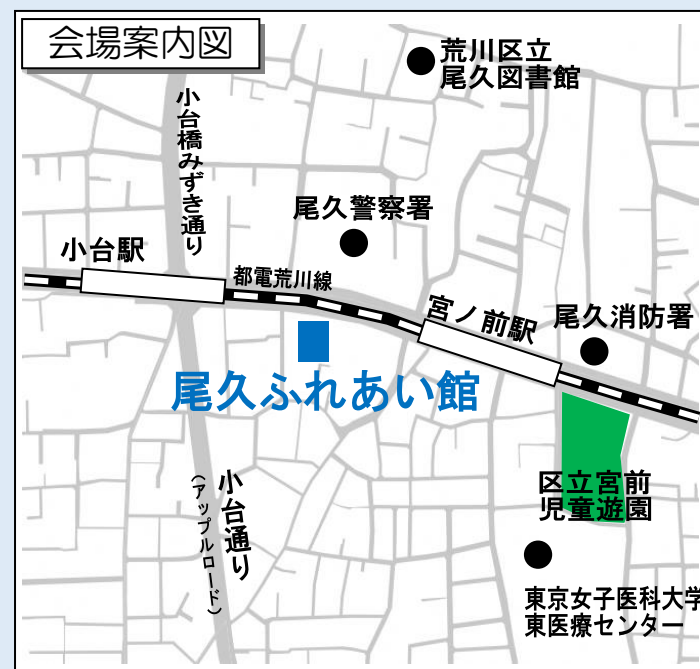 会場案内図
荒川区立
尾久図書館
小台橋みずき通り
尾久警察署
小台駅
都電荒川線
宮ノ前駅
尾久消防署
尾久ふれあい館
小台通り
（アップルロード）
区立宮前
児童遊園
東京女子医科大学
東医療センター